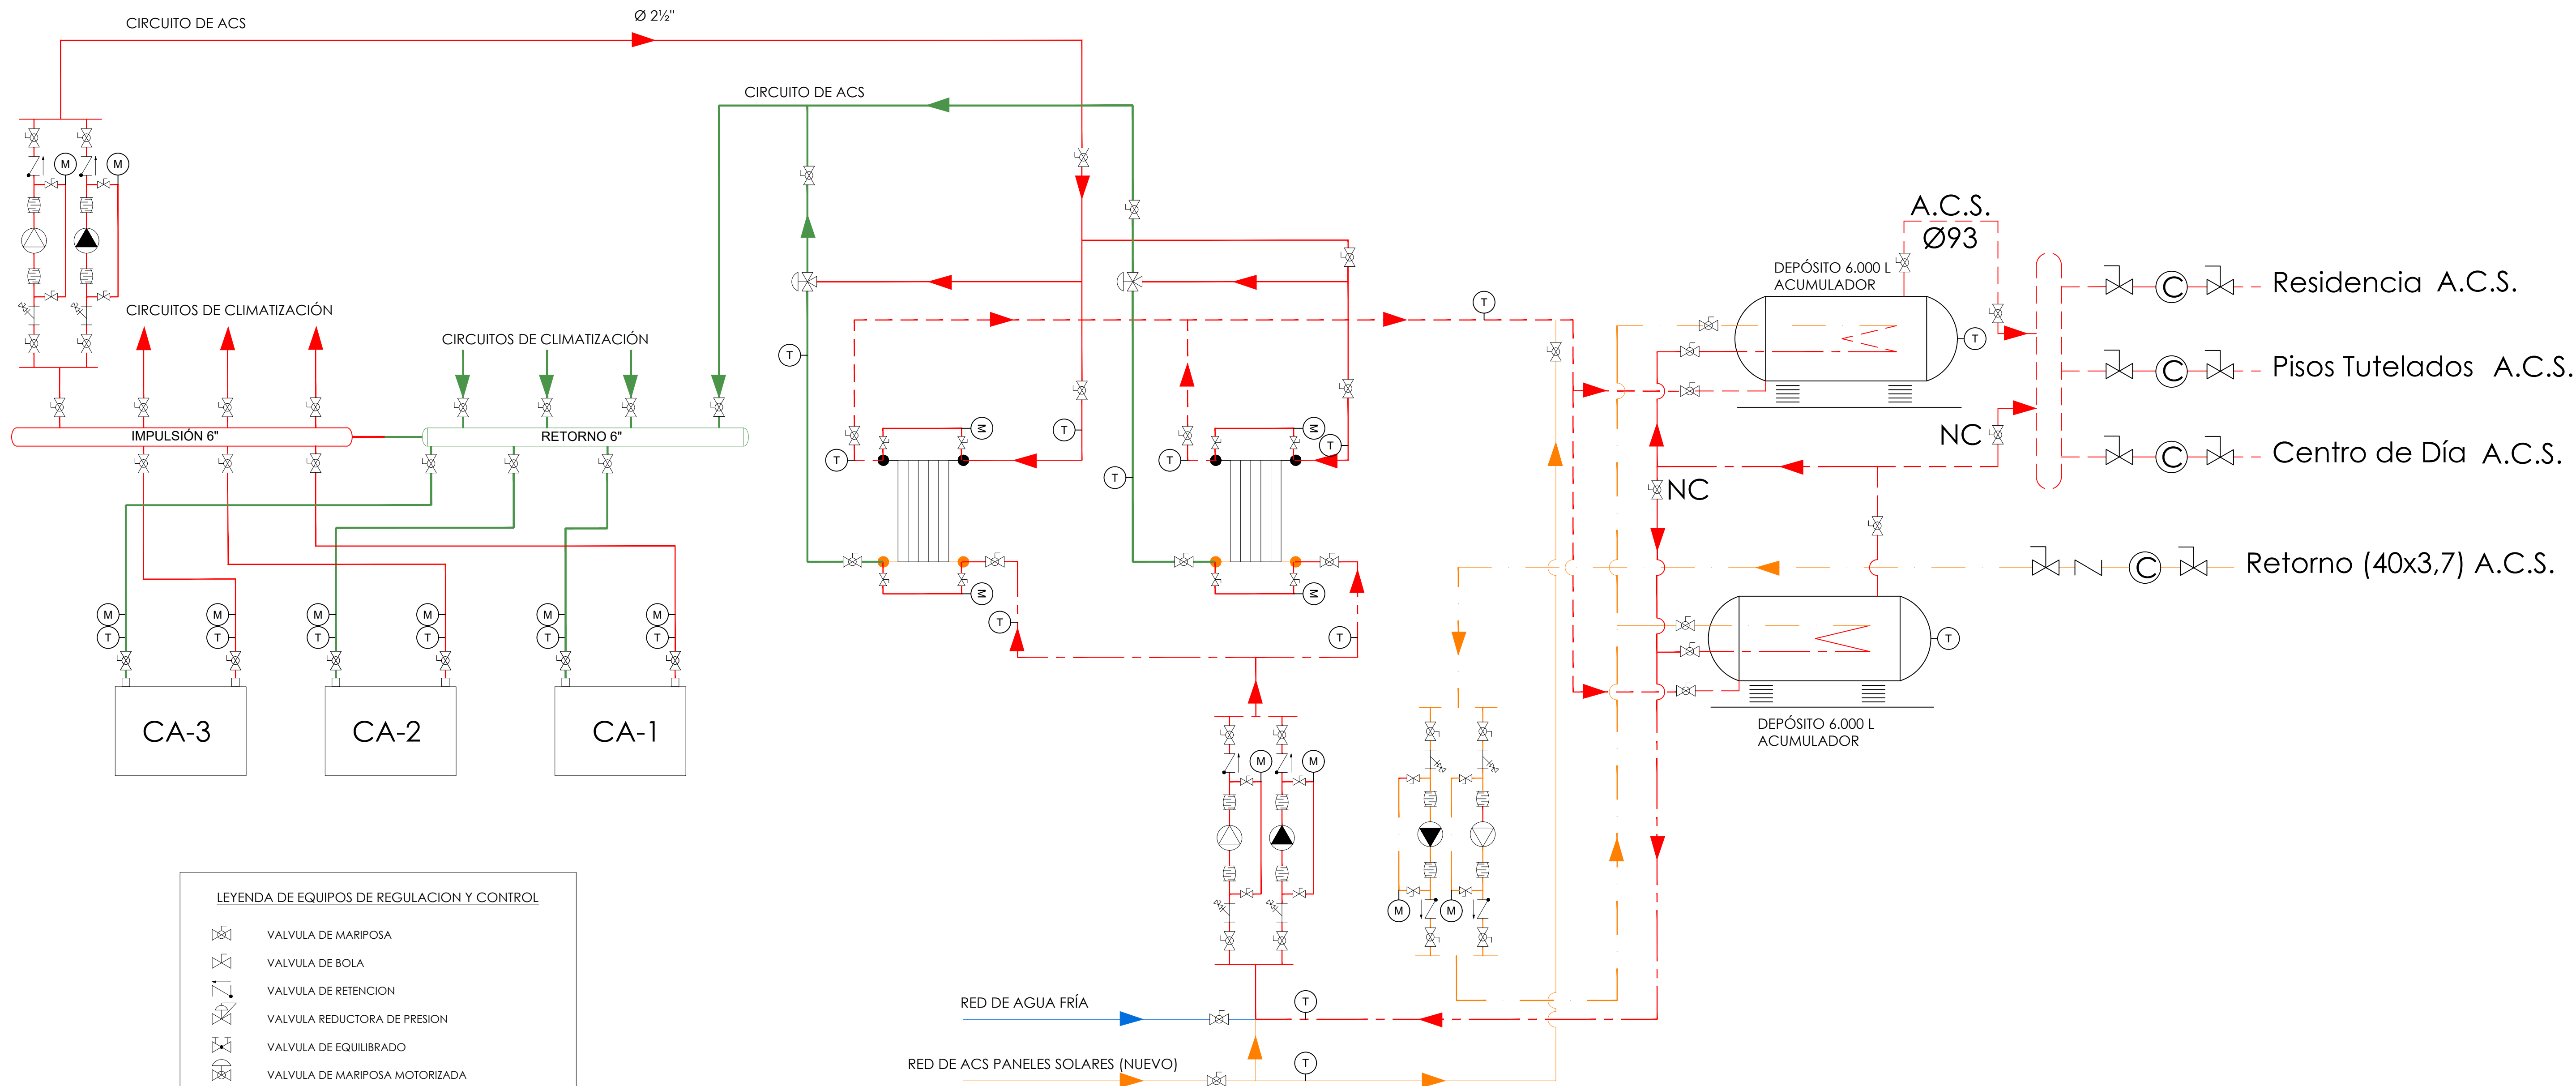 CIRCUITO DE ACS
Ø 2½"
CIRCUITO DE ACS
M
M
A.C.S.
Ø93
DEPÓSITO 6.000 L
ACUMULADOR
Residencia A.C.S.
CIRCUITOS DE CLIMATIZACIÓN
CIRCUITOS DE CLIMATIZACIÓN
T
T
T
C
Pisos Tutelados A.C.S.
C
IMPULSIÓN 6"
RETORNO 6"
T
M
M
T
T
T
NC
C
Centro de Día A.C.S.
T
T
NC
Retorno (40x3,7) A.C.S.
C
M
M
M
T
M
T
M
T
M
T
M
T
M
T
M
T
T
T
T
CA-3
CA-2
CA-1
DEPÓSITO 6.000 L
ACUMULADOR
M
M
M
M
LEYENDA DE EQUIPOS DE REGULACION Y CONTROL
VALVULA DE MARIPOSA
VALVULA DE BOLA
VALVULA DE RETENCION
VALVULA REDUCTORA DE PRESION
VALVULA DE EQUILIBRADO
VALVULA DE MARIPOSA MOTORIZADA
RED DE AGUA FRÍA
T
RED DE ACS PANELES SOLARES (NUEVO)
T